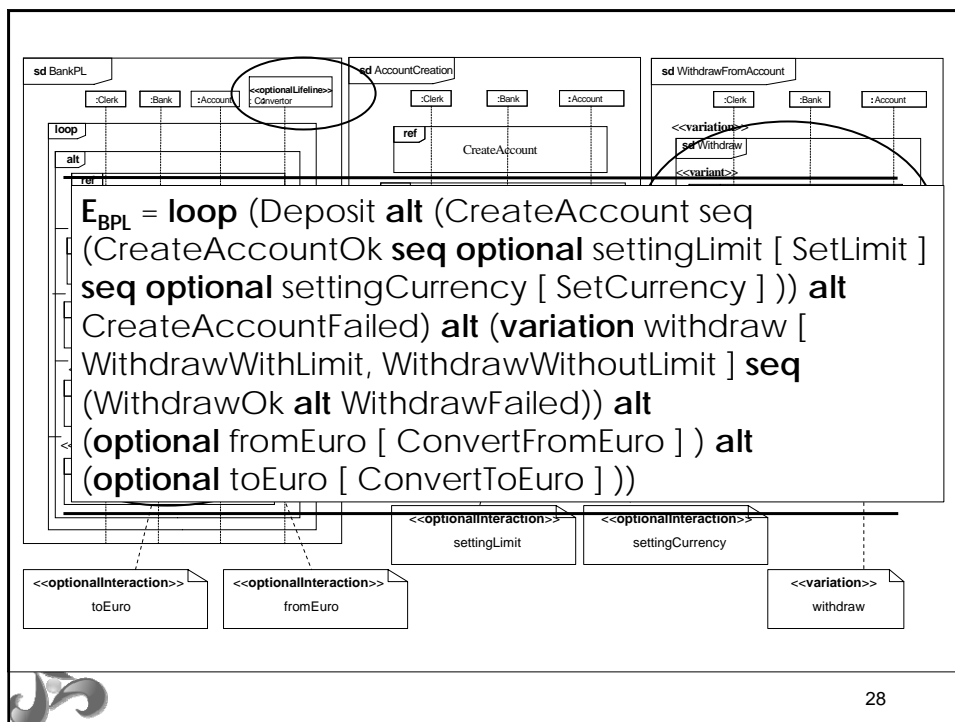 sd BankPL
sd AccountCreation
sd WithdrawFromAccount
:Clerk
:Bank
:Account
<<optionalLifeline>>
: Convertor
:Clerk
:Bank
:Account
:Clerk
:Bank
:Account
loop
alt
ref
ref
CreateAccount
<<variation>>
sd Withdraw
<<variant>>
E_BPL = loop (Deposit alt (CreateAccount seq
(CreateAccountOk seq optional settingLimit [ SetLimit ]
seq optional settingCurrency [ SetCurrency ] )) alt
CreateAccountFailed) alt (variation withdraw [
WithdrawWithLimit, WithdrawWithoutLimit ] seq
(WithdrawOk alt WithdrawFailed)) alt
(optional fromEuro [ ConvertFromEuro ] ) alt
(optional toEuro [ ConvertToEuro ] ))
<<optionalInteraction>>
settingLimit
<<optionalInteraction>>
settingCurrency
<<optionalInteraction>>
toEuro
<<optionalInteraction>>
fromEuro
<<variation>>
withdraw
28